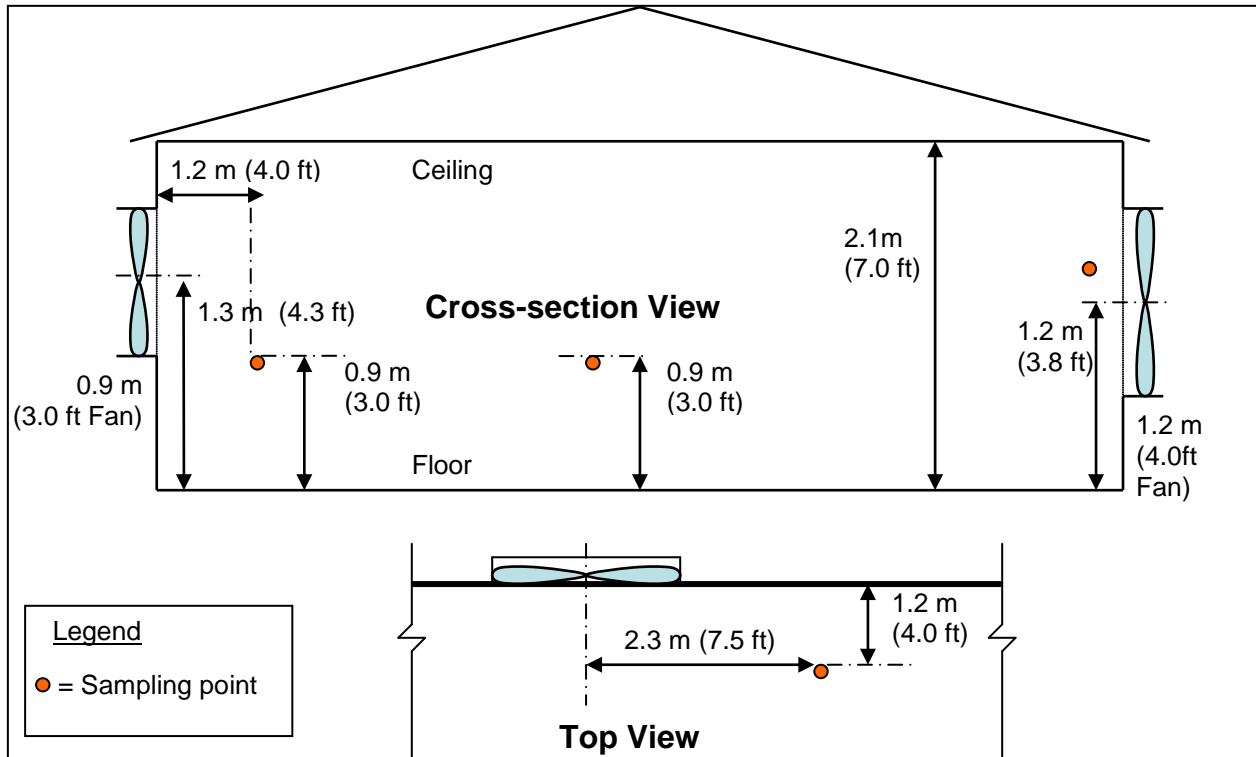 1.2 m (4.0 ft)
Ceiling
2.1m
(7.0 ft)
1.3 m (4.3 ft)
Cross-section View
1.2 m
(3.8 ft)
0.9 m
(3.0 ft Fan)
0.9 m
(3.0 ft)
0.9 m
(3.0 ft)
1.2 m
(4.0ft
Fan)
Floor
1.2 m
(4.0 ft)
2.3 m (7.5 ft)
Legend
= Sampling point
Top View